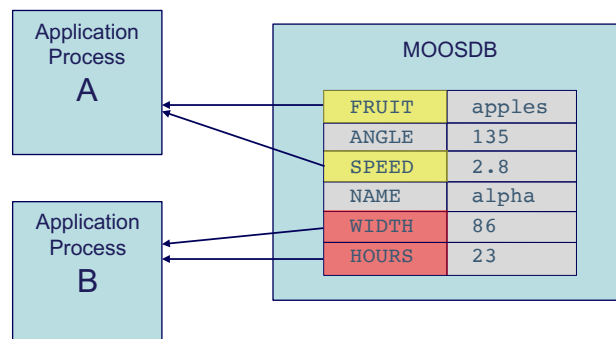 Application
Process
A
MOOSDB
FRUIT apples
ANGLE 135
SPEED 2.8
NAME alpha
WIDTH 86
HOURS 23
Application
Process
B